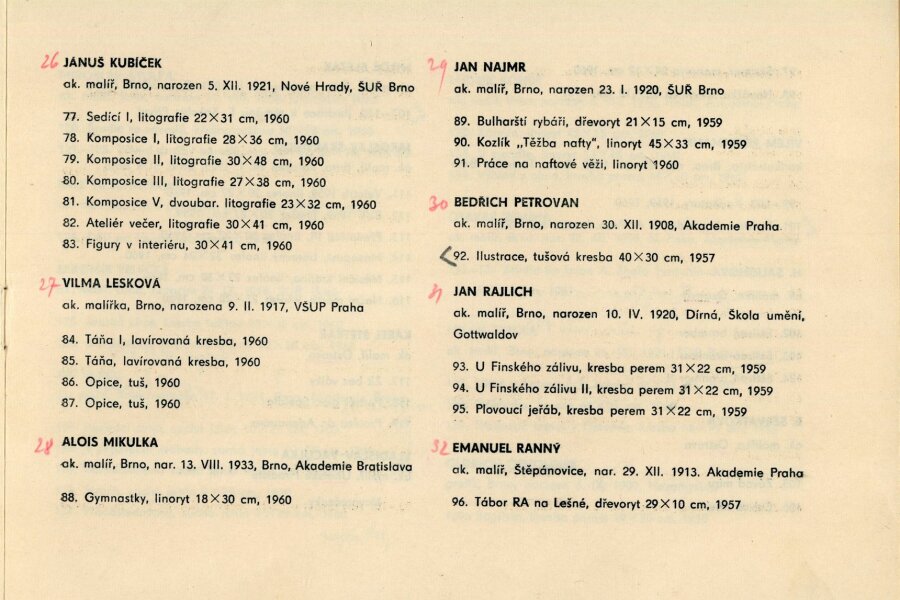 26 JÁNUŠ KUBÍČEK
ak. malíř, Brno, narozen 5. XII. 1921, Nové Hrady, ŠUŘ Brno
77. Sedící I, litografie 22×31 cm, 1960
78. Komposice I, litografie 28×36 cm, 1960
79. Komposice II, litografie 30×48 cm, 1960
80. Komposice III, litografie 27×38 cm, 1960
81. Komposice V, dvoubar. litografie 23×32 cm, 1960
82. Ateliér večer, litografie 30×41 cm, 1960
83. Figury v interiéru, 30×41 cm, 1960
27 VILMA LESKOVÁ
ak. malířka, Brno, narozena 9. II. 1917, VŠUP Praha
84. Táňa I, lavírovaná kresba, 1960
85. Táňa, lavírovaná kresba, 1960
86. Opice, tuš, 1960
87. Opice, tuš, 1960
28 ALOIS MIKULKA
ak. malíř, Brno, nar. 13. VIII. 1933, Brno, Akademie Bratislava
88. Gymnastky, linoryt 18×30 cm, 1960
29 JAN NAJMR
ak. malíř, Brno, narozen 23. I. 1920, ŠUŘ Brno
89. Bulharští rybáři, dřevoryt 21×15 cm, 1959
90. Kozlík „Těžba nafty", linoryt 45×33 cm, 1959
91. Práce na naftové věži, linoryt 1960
30 BEDŘICH PETROVAN
ak. malíř, Brno, narozen 30. XII. 1908, Akademie Praha
92. Ilustrace, tušová kresba 40×30 cm, 1957
31 JAN RAJLICH
ak. malíř, Brno, narozen 10. IV. 1920, Dírná, Škola umění,
Gottwaldov
93. U Finského zálivu, kresba perem 31×22 cm, 1959
94. U Finského zálivu II, kresba perem 31×22 cm, 1959
95. Plovoucí jeřáb, kresba perem 31×22 cm, 1959
32 EMANUEL RANNÝ
ak. malíř, Štěpánovice, nar. 29. XII. 1913. Akademie Praha
96. Tábor RA na Lešné, dřevoryt 29×10 cm, 1957